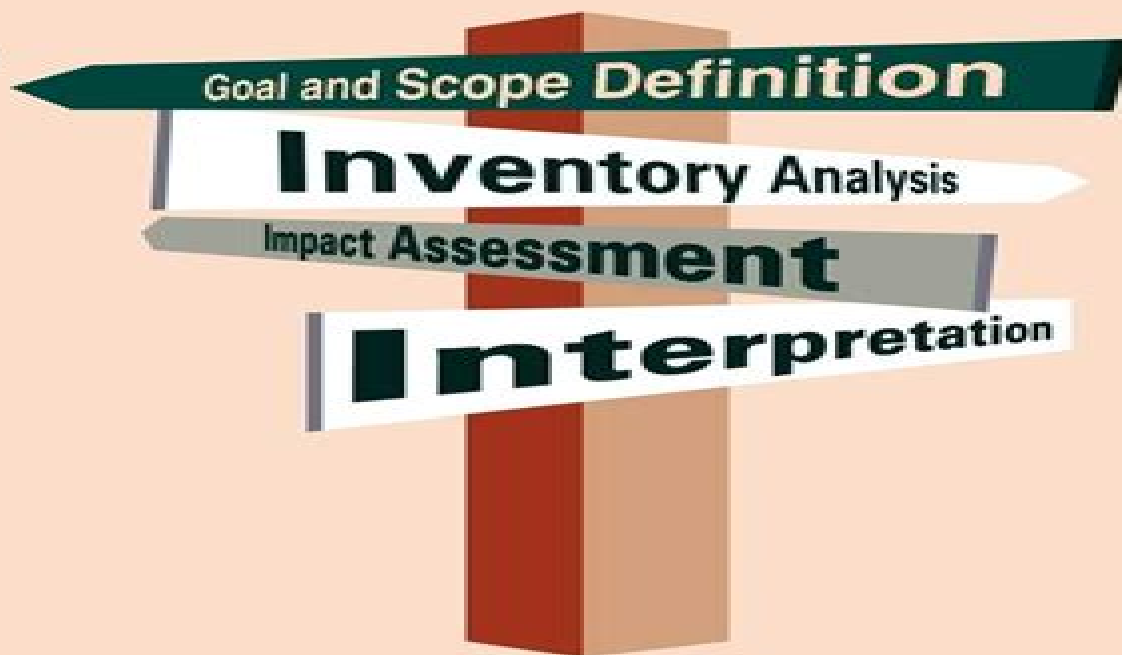 Goal and Scope Definition
Inventory Analysis
Impact Assessment
Interpretation